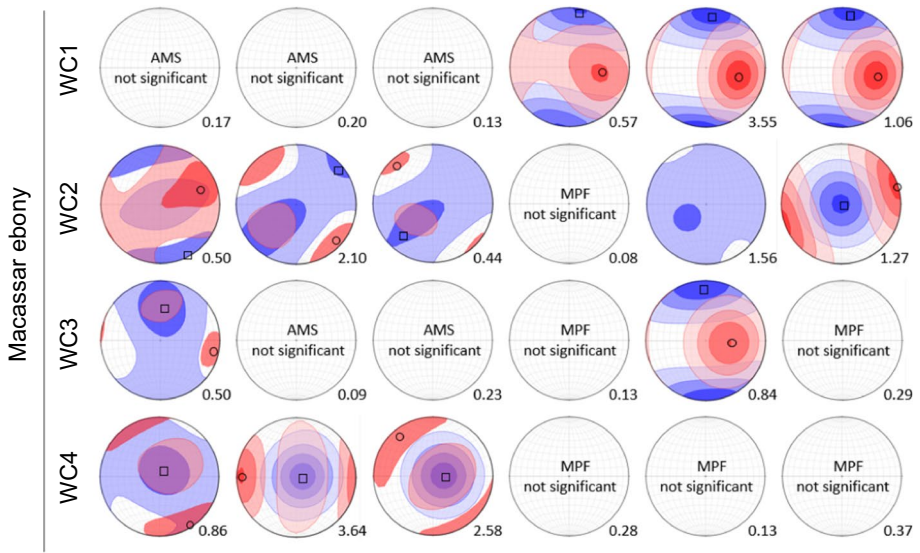 Macassar ebony
WC1
AMS
not significant
0.17
AMS
not significant
0.20
AMS
not significant
0.13
0.57
3.55
1.06
WC2
0.50
2.10
0.44
MPF
not significant
0.08
1.56
1.27
WC3
0.50
AMS
not significant
0.09
AMS
not significant
0.23
MPF
not significant
0.13
0.84
MPF
not significant
0.29
WC4
0.86
3.64
2.58
MPF
not significant
0.28
MPF
not significant
0.13
MPF
not significant
0.37